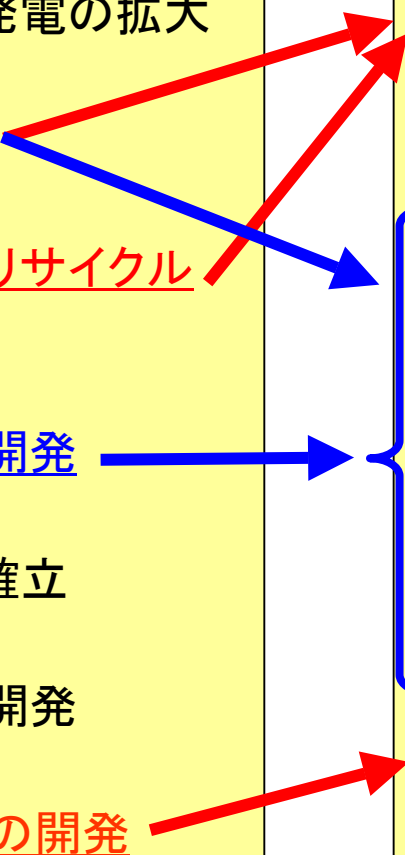 発電の拡大
リサイクル
開発
確立
開発
の開発